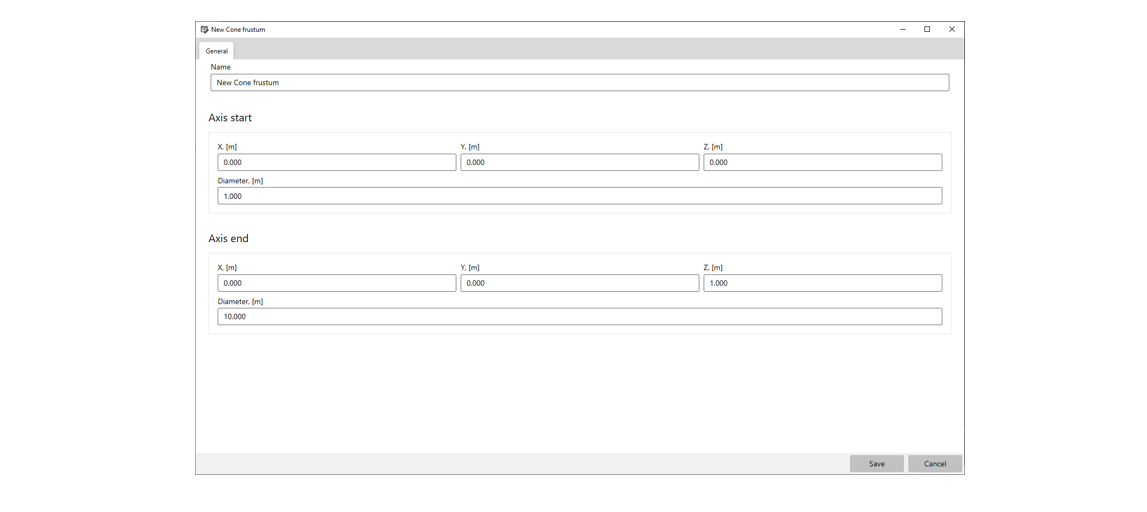 New Cone frustum
General
Name
New Cone frustum
Axis start
X, [m] Y, [m] Z, [m]
0.000 0.000 0.000
Diameter, [m]
1.000
Axis end
X, [m] Y, [m] Z, [m]
0.000 0.000 1.000
Diameter, [m]
10.000
Save Cancel